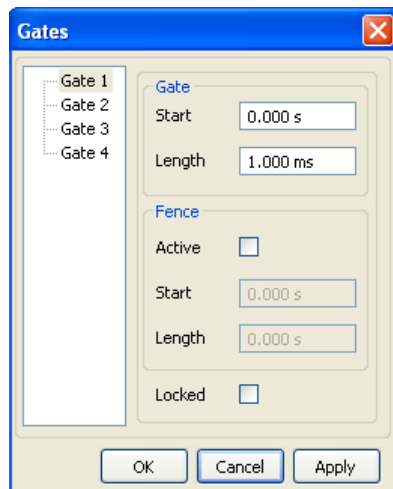 Gates
Gate 1
Gate 2
Gate 3
Gate 4
Gate
Start 0.000 s
Length 1.000 ms
Fence
Active
Start 0.000 s
Length 0.000 s
Locked
OK Cancel Apply